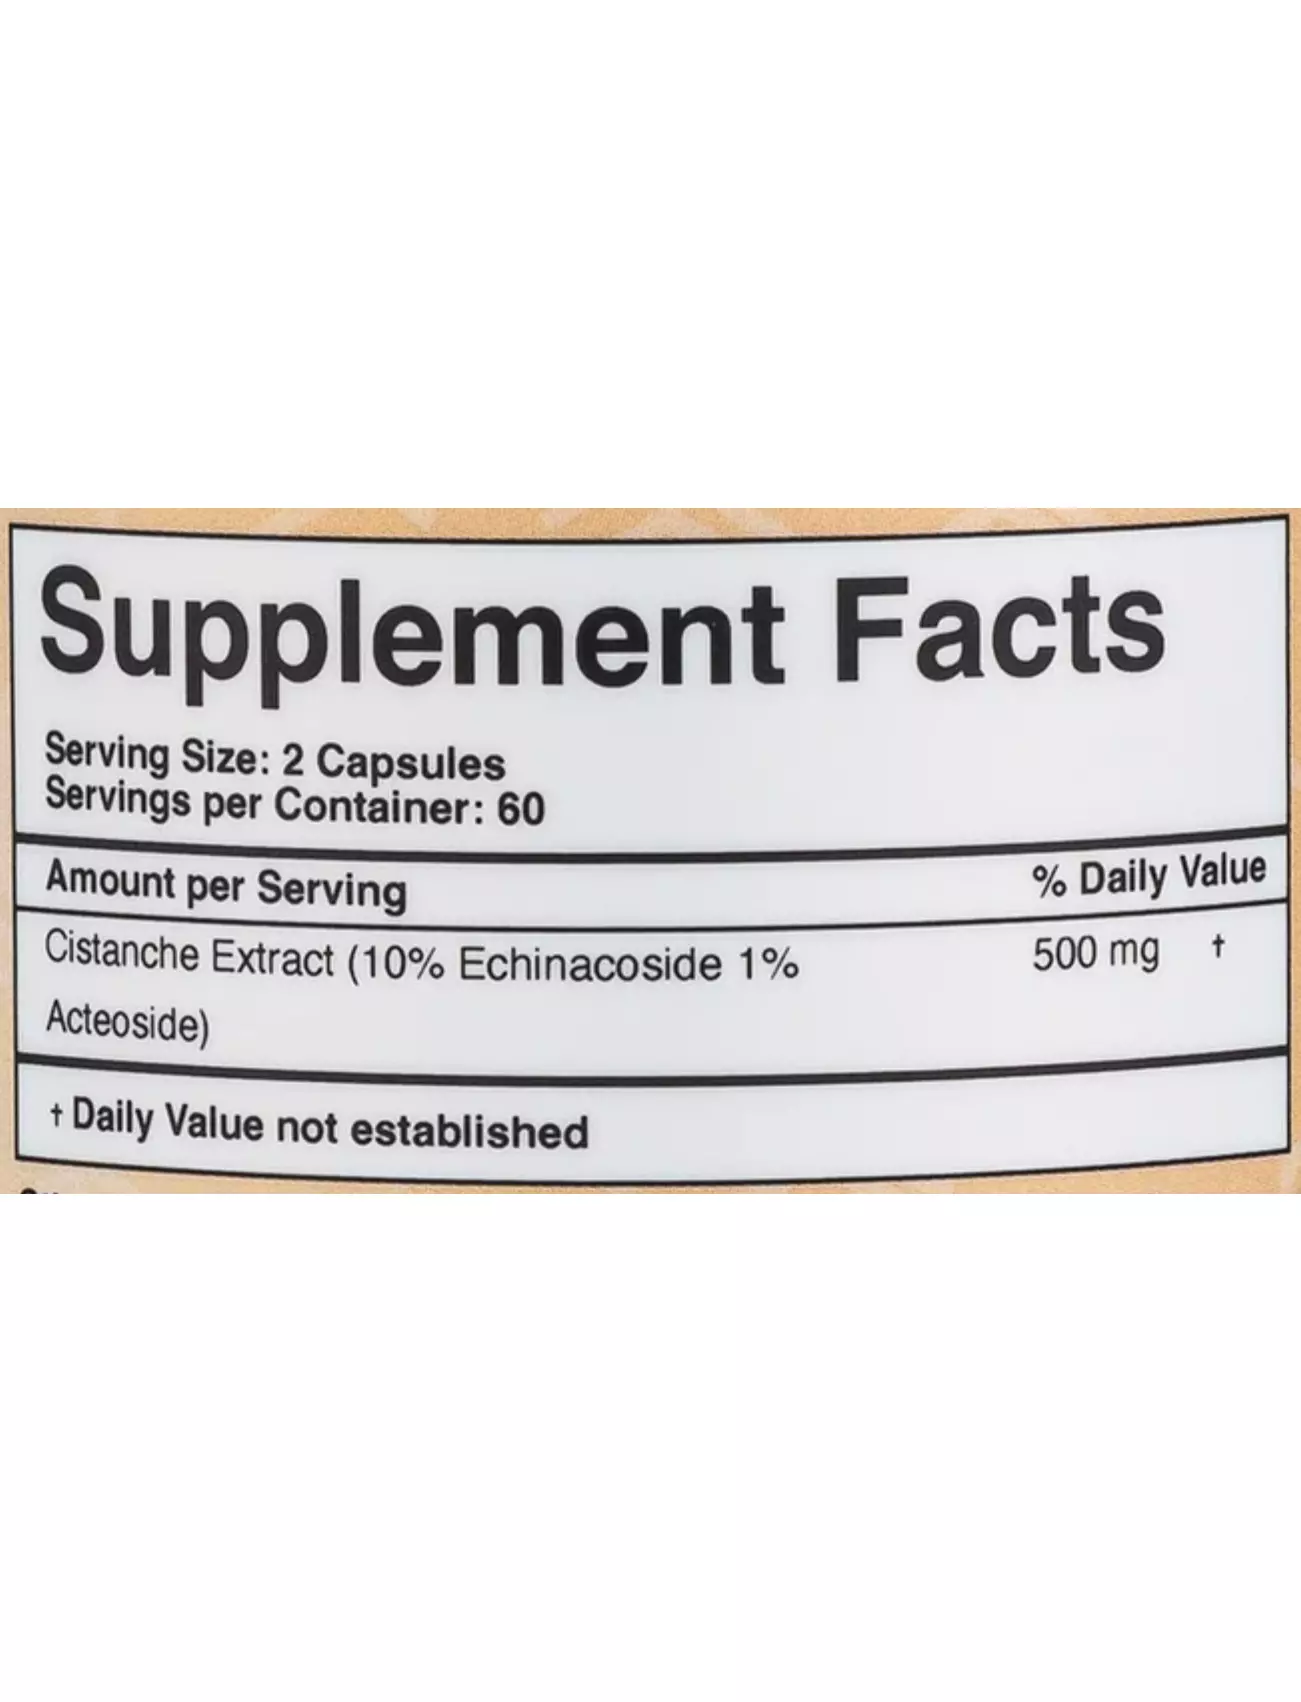 Supplement Facts
Serving Size: 2 Capsules
Servings per Container: 60
Amount per Serving % Daily Value
Cistanche Extract (10% Echinacoside 1% 500 mg †
Acteoside)
† Daily Value not established